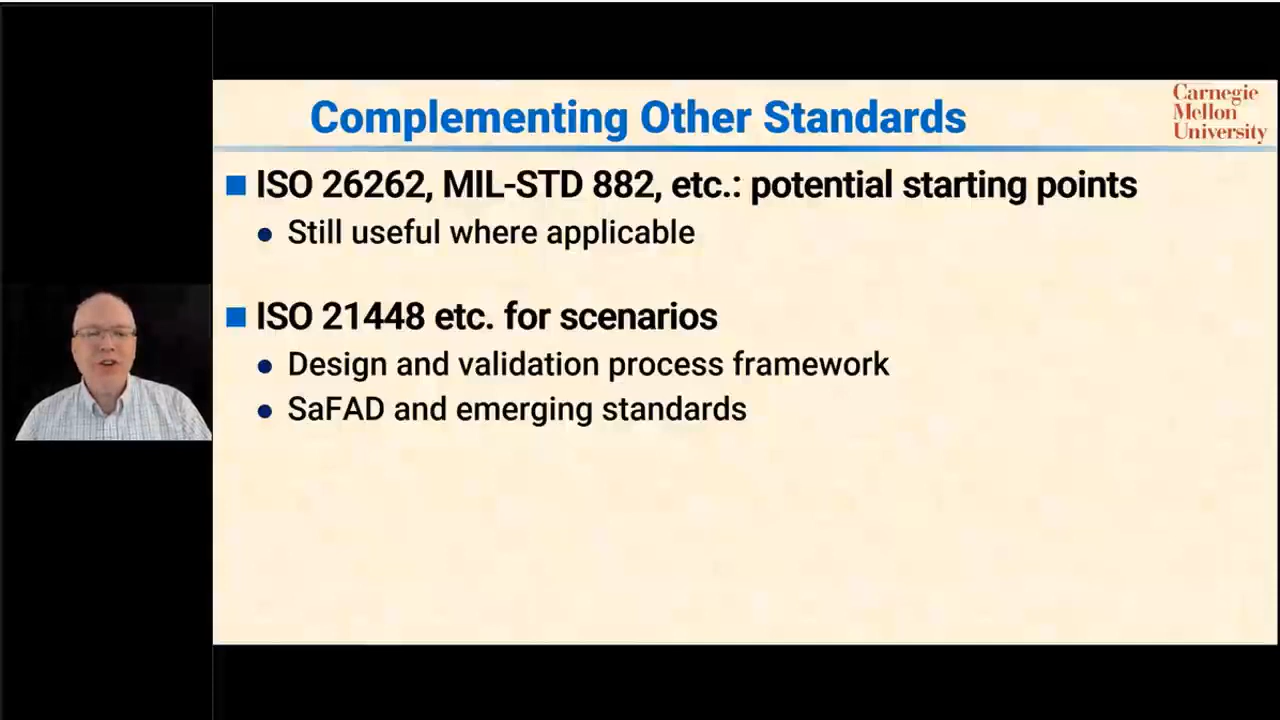 Complementing Other Standards
Carnegie
Mellon
University
ISO 26262, MIL-STD 882, etc.: potential starting points
Still useful where applicable
ISO 21448 etc. for scenarios
Design and validation process framework
SaFAD and emerging standards